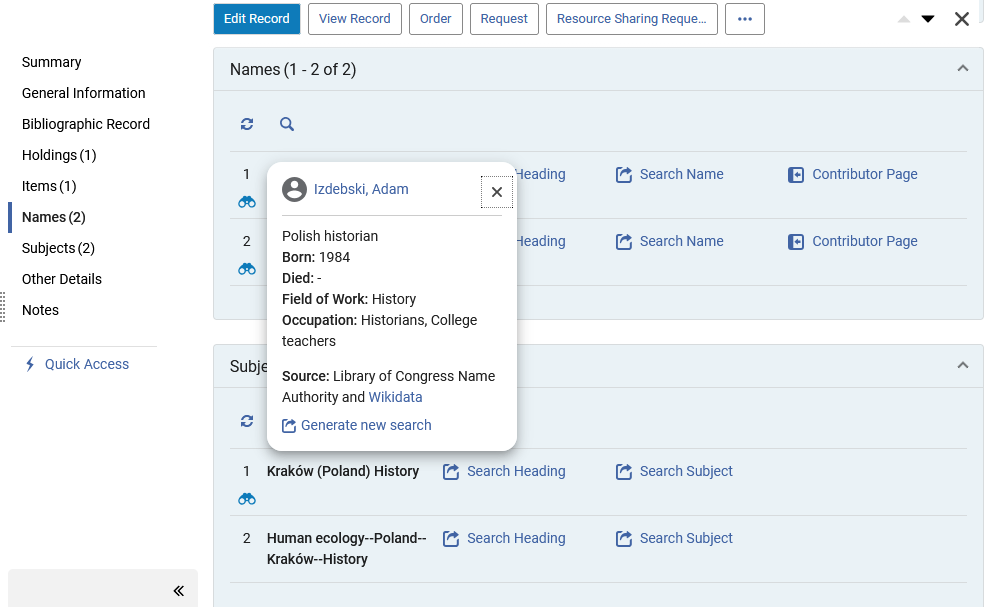 Edit Record View Record Order Request Resource Sharing Reque... •••
Summary
General Information
Bibliographic Record
Holdings (1)
Items (1)
Names (2)
Subjects (2)
Other Details
Notes
Quick Access
Names (1 - 2 of 2)
1 Heading Search Name Contributor Page
2 Heading Search Name Contributor Page
Izdebski, Adam
Polish historian
Born: 1984
Died: -
Field of Work: History
Occupation: Historians, College
teachers
Source: Library of Congress Name
Authority and Wikidata
Generate new search
1 Kraków (Poland) History Search Heading Search Subject
2 Human ecology--Poland-- Search Heading Search Subject
Kraków--History